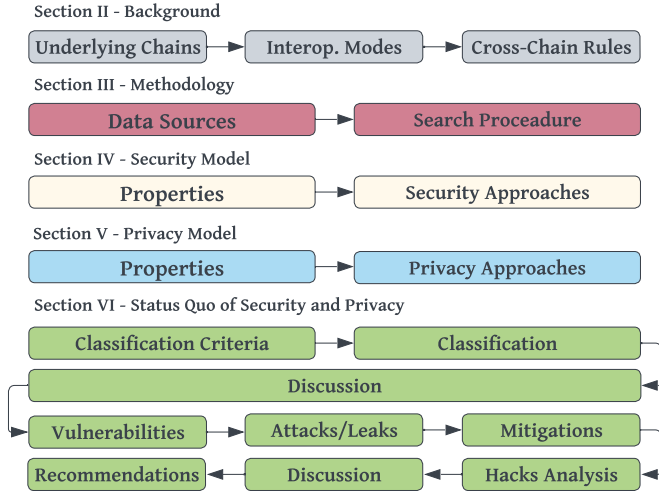 Section II - Background
Underlying Chains
Interop. Modes
Cross-Chain Rules
Section III - Methodology
Data Sources
Search Proceadure
Section IV - Security Model
Properties
Security Approaches
Section V - Privacy Model
Properties
Privacy Approaches
Section VI - Status Quo of Security and Privacy
Classification Criteria
Classification
Discussion
Vulnerabilities
Attacks/Leaks
Mitigations
Recommendations
Discussion
Hacks Analysis